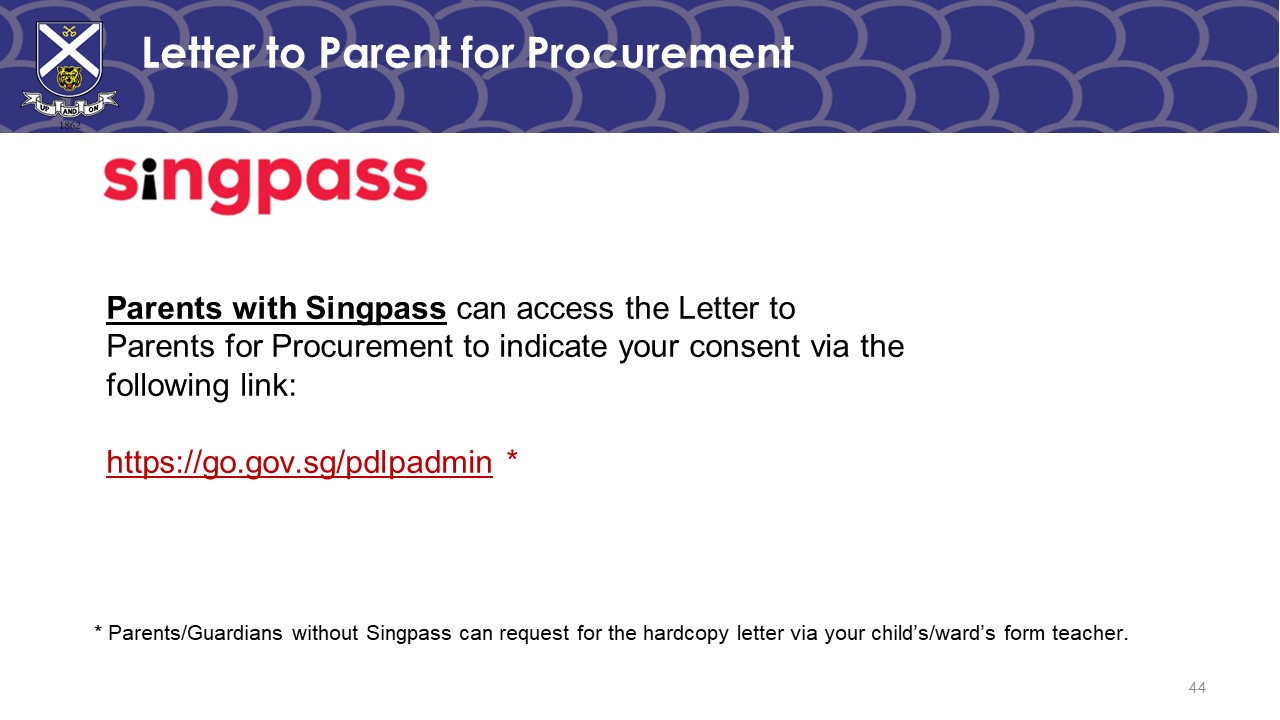 Letter to Parent for Procurement
UP AND ON
1862
singpass
Parents with Singpass can access the Letter to
Parents for Procurement to indicate your consent via the
following link:
https://go.gov.sg/pdlpadmin *
* Parents/Guardians without Singpass can request for the hardcopy letter via your child’s/ward’s form teacher.
44